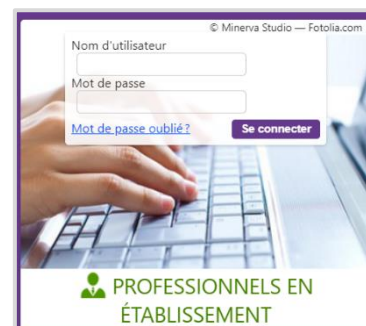 © Minerva Studio — Fotolia.com
Nom d'utilisateur
Mot de passe
Mot de passe oublié ?
Se connecter
PROFESSIONNELS EN
ÉTABLISSEMENT